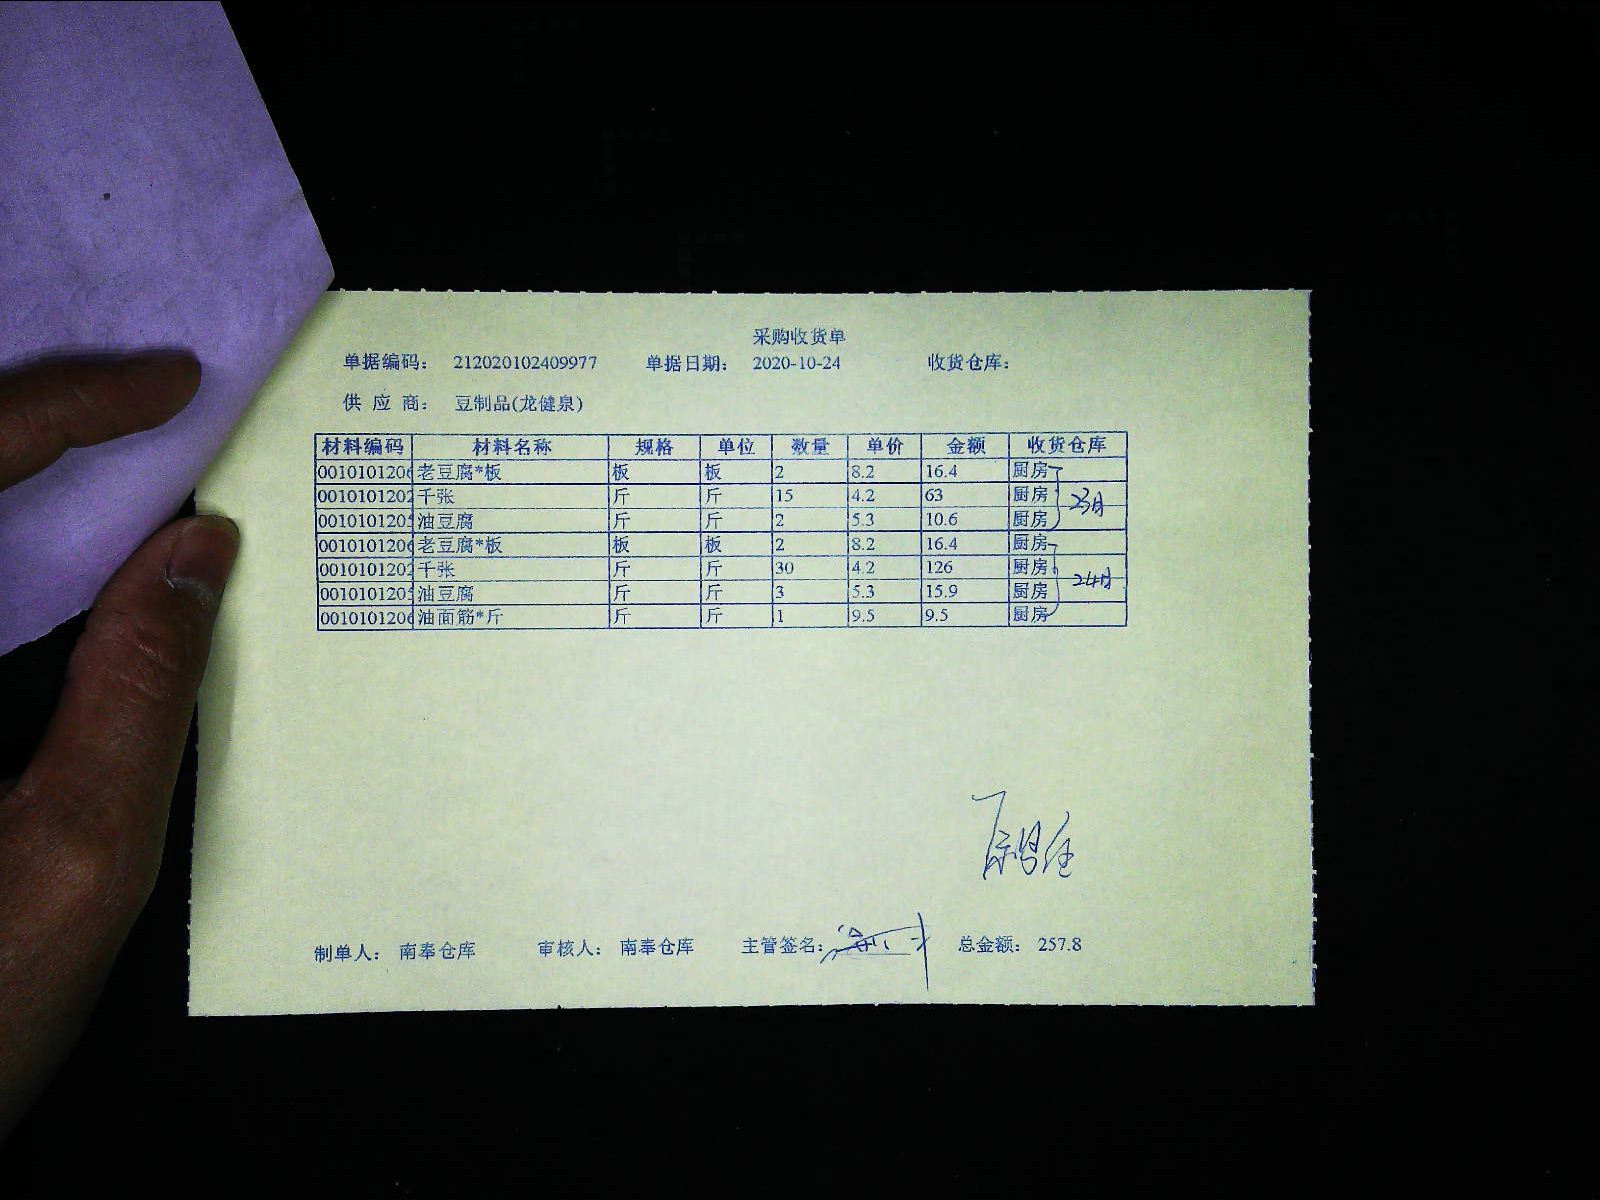 采购收货单
单据编码: 212020102409977 单据日期: 2020-10-24 收货仓库:
供 应 商: 豆制品(龙健泉)
材料编码 材料名称 规格 单位 数量 单价 金额 收货仓库
0010101206 老豆腐*板 板 板 2 8.2 16.4 厨房
0010101202 千张 斤 斤 15 4.2 63 厨房 23日
0010101205 油豆腐 斤 斤 2 5.3 10.6 厨房
0010101206 老豆腐*板 板 板 2 8.2 16.4 厨房
0010101202 千张 斤 斤 30 4.2 126 厨房 24日
0010101205 油豆腐 斤 斤 3 5.3 15.9 厨房
0010101206 油面筋*斤 斤 斤 1 9.5 9.5 厨房
制单人: 南奉仓库 审核人: 南奉仓库 主管签名: 总金额: 257.8